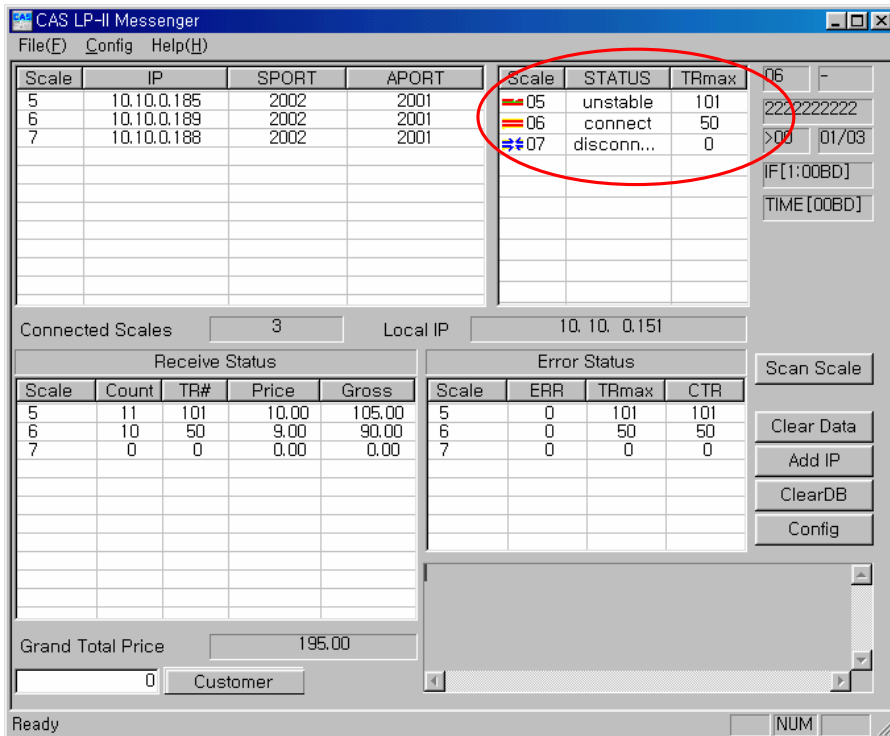 CAS LP-II Messenger
File(F) Config Help(H)
Scale IP SPORT APORT
5 10.10.0.185 2002 2001
6 10.10.0.189 2002 2001
7 10.10.0.188 2002 2001
Scale STATUS TRmax
05 unstable 101
06 connect 50
07 disconn... 0
06 -
2222222222
>00 01/03
IF[1:00BD]
TIME[00BD]
Connected Scales 3 Local IP 10. 10. 0.151
Receive Status
Scale Count TR# Price Gross
5 11 101 10.00 105.00
6 10 50 9.00 90.00
7 0 0 0.00 0.00
Error Status
Scale ERR TRmax CTR
5 0 101 101
6 0 50 50
7 0 0 0
Scan Scale
Clear Data
Add IP
ClearDB
Config
Grand Total Price 195.00
0 Customer
Ready NUM